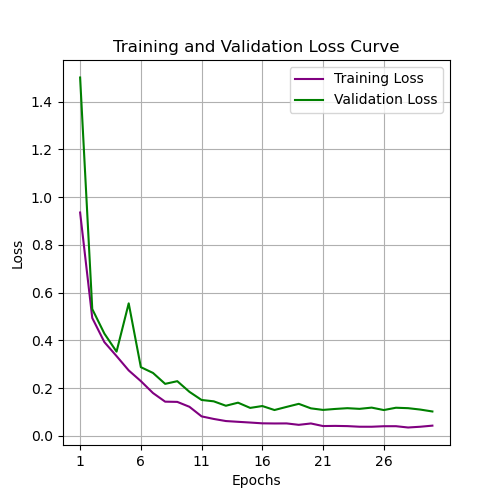 Training and Validation Loss Curve
Training Loss
Validation Loss
1.4
1.2
1.0
0.8
0.6
0.4
0.2
0.0
Loss
1 6 11 16 21 26
Epochs